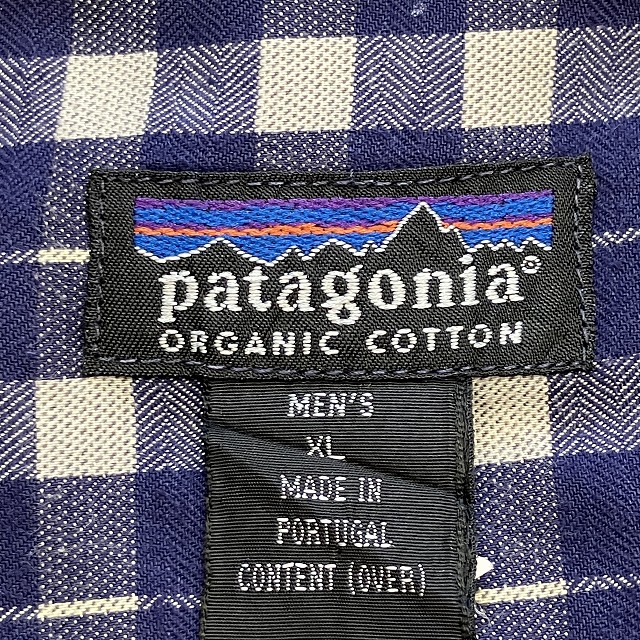 patagonia®
ORGANIC COTTON
MEN'S
XL
MADE IN
PORTUGAL
CONTENT (OVER)